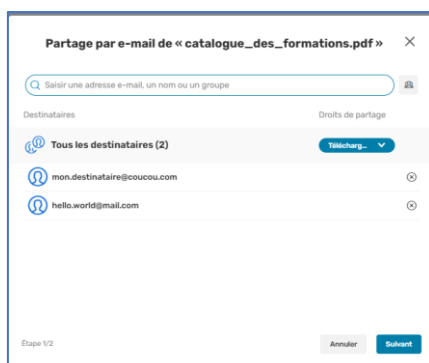 Partage par e-mail de « catalogue_des_formations.pdf »
Saisir une adresse e-mail, un nom ou un groupe
Destinataires Droits de partage
Tous les destinataires (2) Télécharg...
mon.destinataire@coucou.com
hello.world@mail.com
Étape 1/2 Annuler Suivant